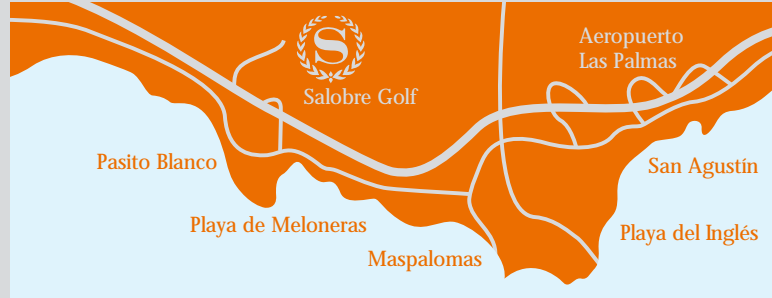 S
Salobre Golf
Aeropuerto
Las Palmas
Pasito Blanco
San Agustín
Playa de Meloneras
Playa del Inglés
Maspalomas